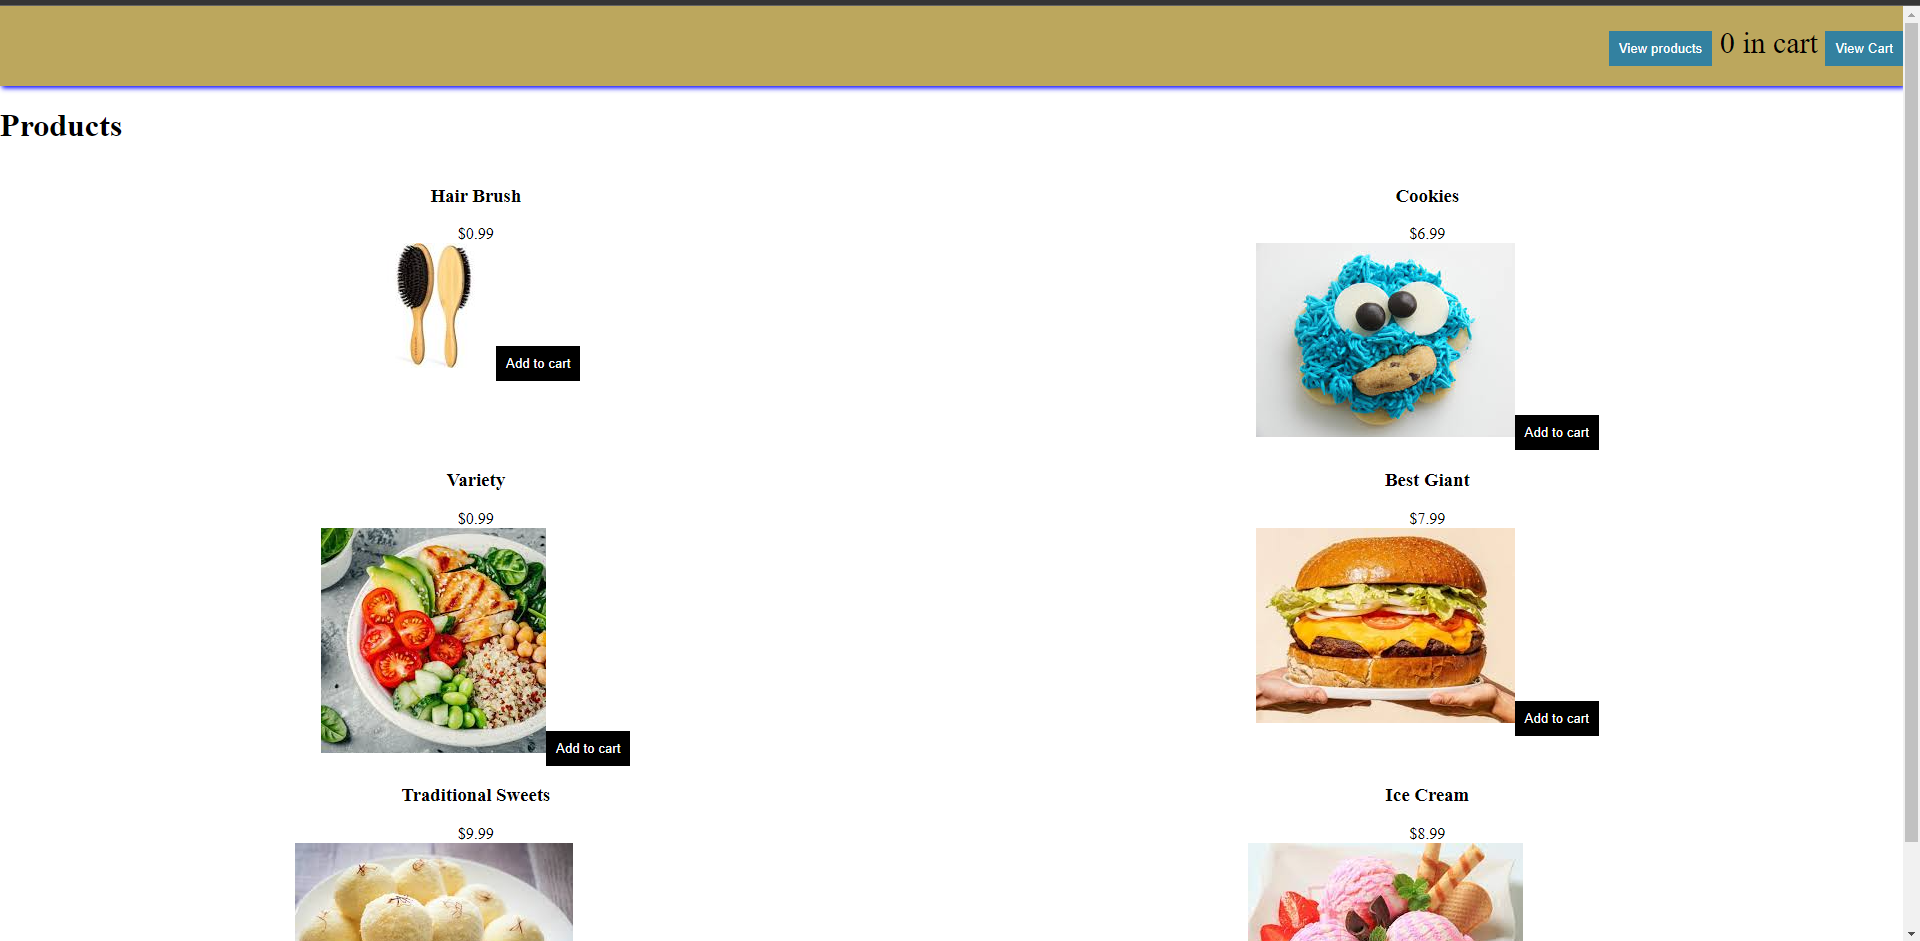 View products 0 in cart View Cart
Products
Hair Brush
$0.99
Add to cart
Cookies
$6.99
Add to cart
Variety
$0.99
Add to cart
Best Giant
$7.99
Add to cart
Traditional Sweets
$9.99
Ice Cream
$8.99